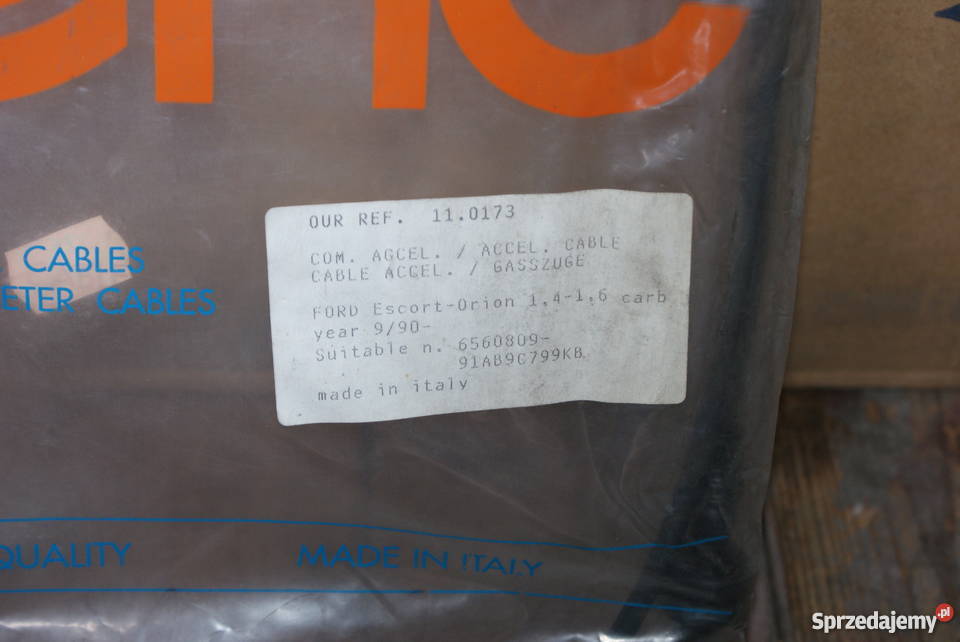 CABLES
ETER CABLES
OUR REF. 11.0173
COM. AGCEL. / ACCEL. CABLE
CABLE ACCEL. / GASSZUGE
FORD Escort-Orion 1,4-1,6 carb
year 9/90-
Suitable n. 6560809-
91AB9C799KB
made in italy
QUALITY
MADE IN ITALY
Sprzedajemy.pl